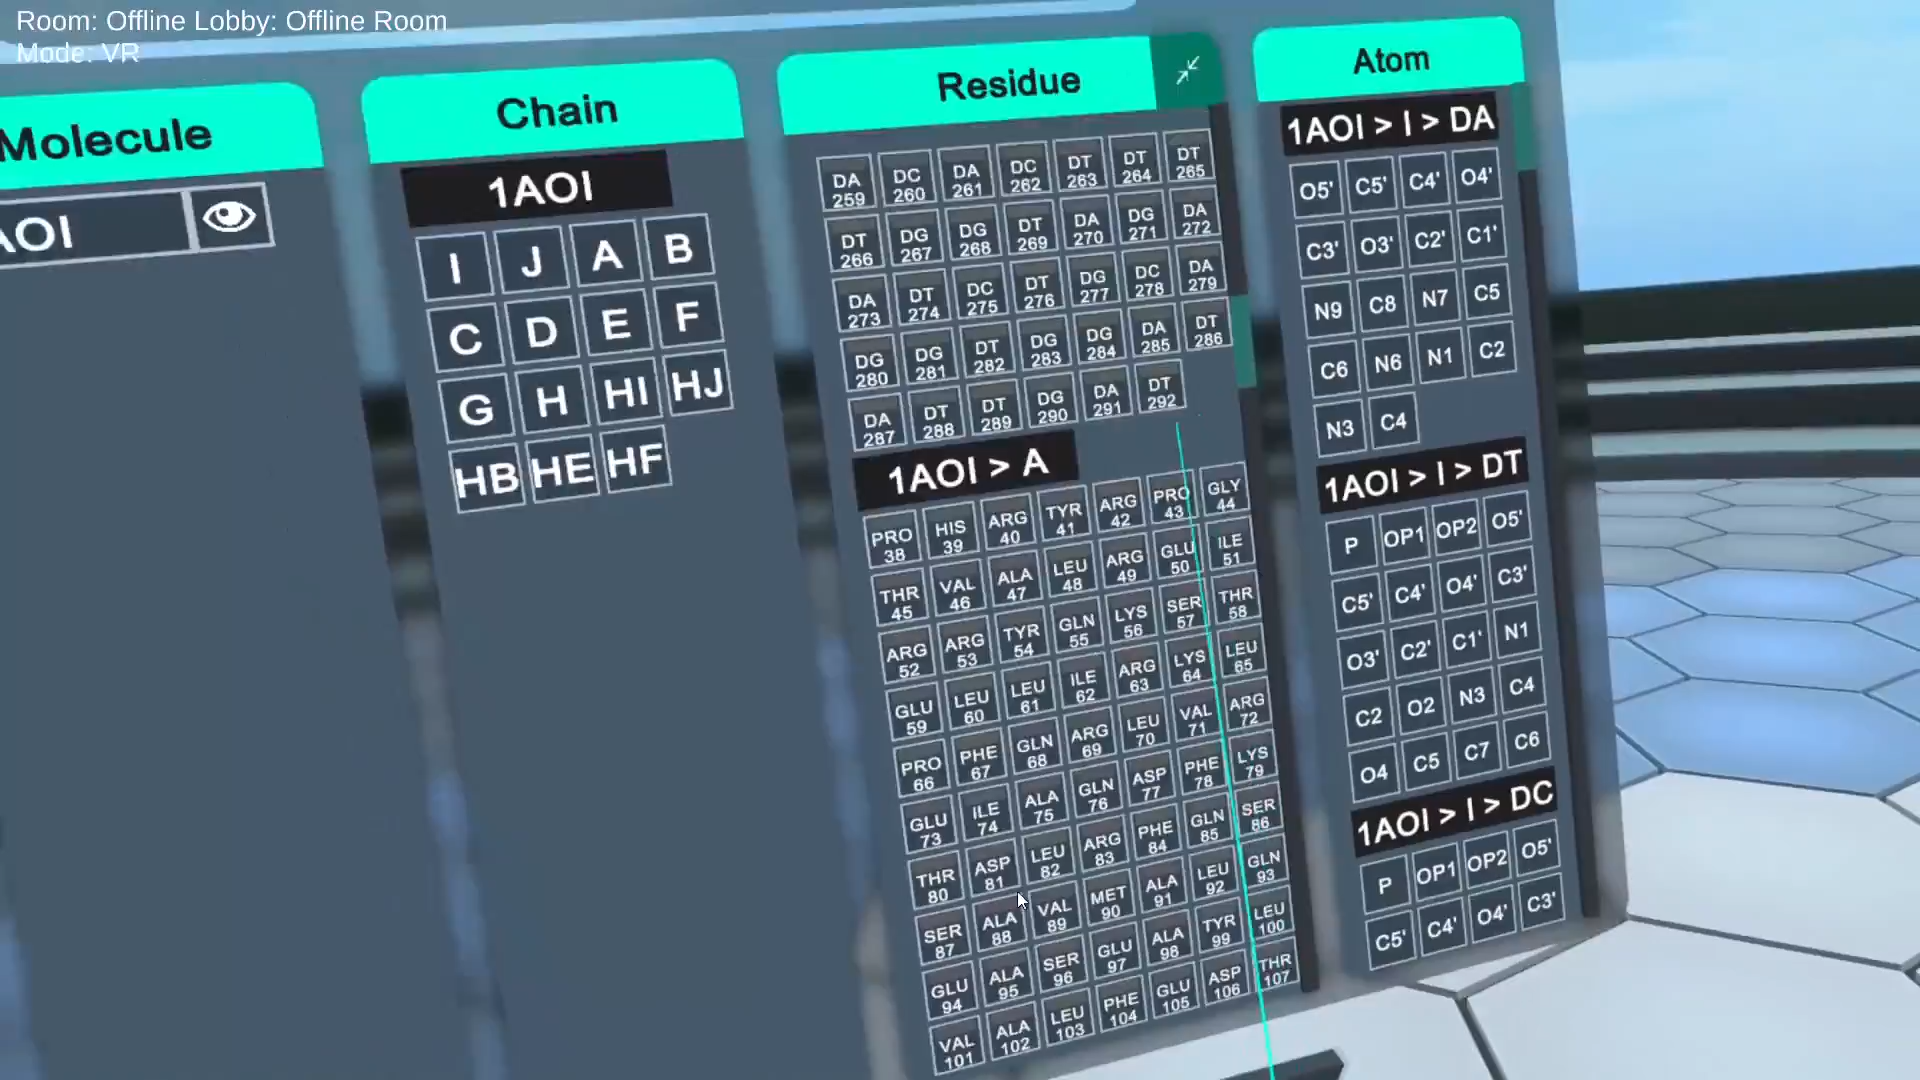 Room: Offline Lobby: Offline Room
Mode: VR
Molecule
AOI
Chain
1AOI
I J A B
C D E F
G H HI HJ
HB HE HF
Residue
DA 259 DC 260 DA 261 DC 262 DT 263 DT 264 DT 265
DT 266 DG 267 DG 268 DT 269 DA 270 DG 271 DA 272
DA 273 DT 274 DC 275 DT 276 DG 277 DC 278 DA 279
DG 280 DG 281 DT 282 DG 283 DG 284 DA 285 DT 286
DA 287 DT 288 DT 289 DG 290 DA 291 DT 292
1AOI > A
PRO 38 HIS 39 ARG 40 TYR 41 ARG 42 PRO 43 GLY 44
THR 45 VAL 46 ALA 47 LEU 48 ARG 49 GLU 50 ILE 51
ARG 52 ARG 53 TYR 54 GLN 55 LYS 56 SER 57 THR 58
GLU 59 LEU 60 LEU 61 ILE 62 ARG 63 LYS 64 LEU 65
PRO 66 PHE 67 GLN 68 ARG 69 LEU 70 VAL 71 ARG 72
GLU 73 ILE 74 ALA 75 GLN 76 ASP 77 PHE 78 LYS 79
THR 80 ASP 81 LEU 82 ARG 83 PHE 84 GLN 85 SER 86
SER 87 ALA 88 VAL 89 MET 90 ALA 91 LEU 92 GLN 93
GLU 94 ALA 95 SER 96 GLU 97 ALA 98 TYR 99 LEU 100
VAL 101 ALA 102 LEU 103 PHE 104 GLU 105 ASP 106 THR 107
Atom
1AOI > I > DA
O5' C5' C4' O4'
C3' O3' C2' C1'
N9 C8 N7 C5
C6 N6 N1 C2
N3 C4
1AOI > I > DT
P OP1 OP2 O5'
C5' C4' O4' C3'
O3' C2' C1' N1
C2 O2 N3 C4
O4 C5 C7 C6
1AOI > I > DC
P OP1 OP2 O5'
C5' C4' O4' C3'